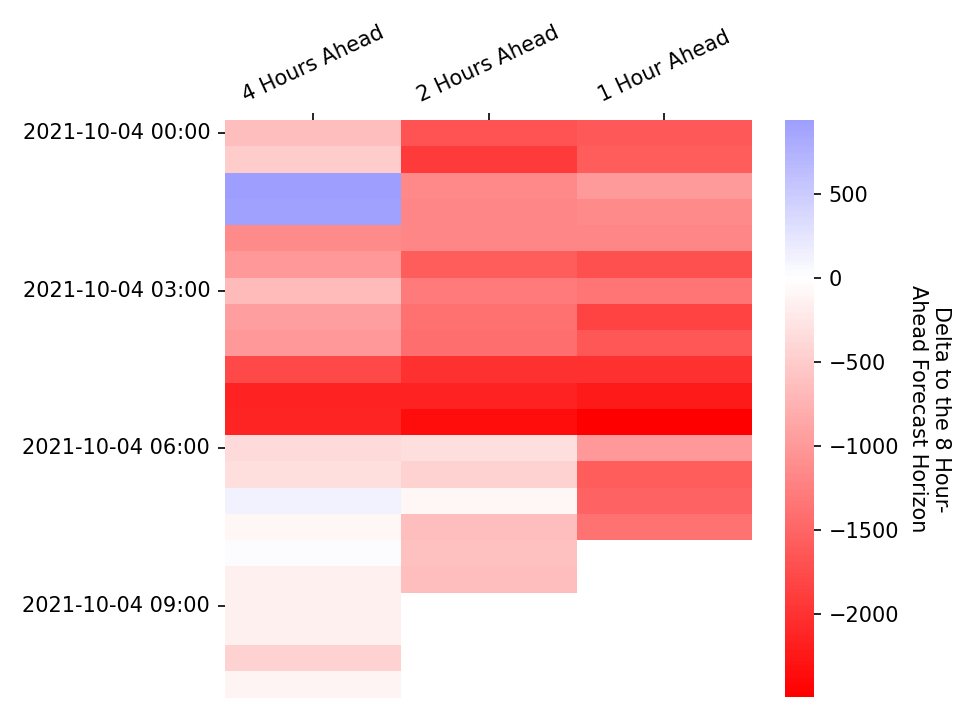 4 Hours Ahead
2 Hours Ahead
1 Hour Ahead
2021-10-04 00:00
2021-10-04 03:00
2021-10-04 06:00
2021-10-04 09:00
500
0
−500
−1000
−1500
−2000
Delta to the 8 Hour-
Ahead Forecast Horizon